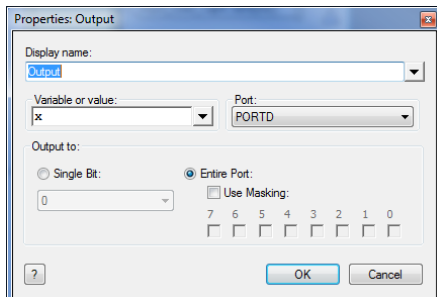 Properties: Output
Display name:
Output
Variable or value:
Port:
x
PORTD
Output to:
Single Bit:
Entire Port:
0
Use Masking:
7 6 5 4 3 2 1 0
?
OK
Cancel